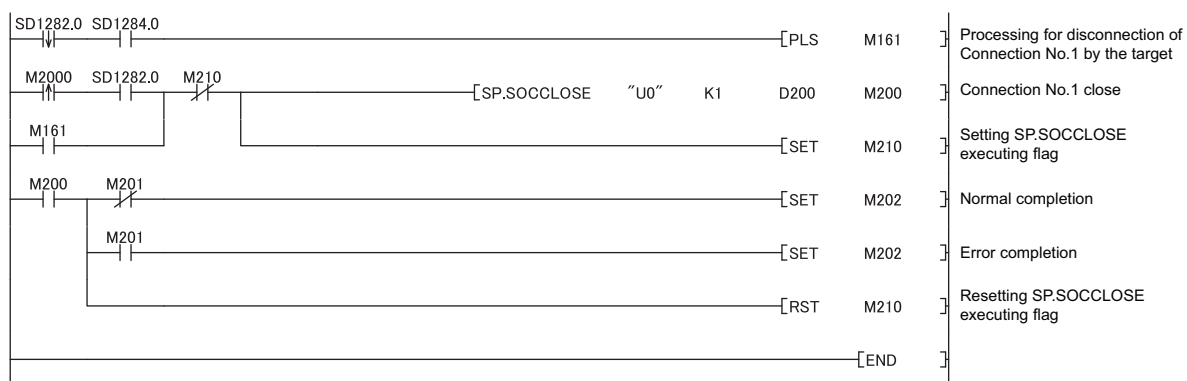 SD1282.0 SD1284.0
[PLS M161 ] Processing for disconnection of
Connection No.1 by the target
M2000 SD1282.0 M210
[SP.SOCCLOSE "U0" K1 D200 M200 ] Connection No.1 close
M161
[SET M210 ] Setting SP.SOCCLOSE
executing flag
M200 M201
[SET M202 ] Normal completion
M201
[SET M202 ] Error completion
[RST M210 ] Resetting SP.SOCCLOSE
executing flag
[END ]